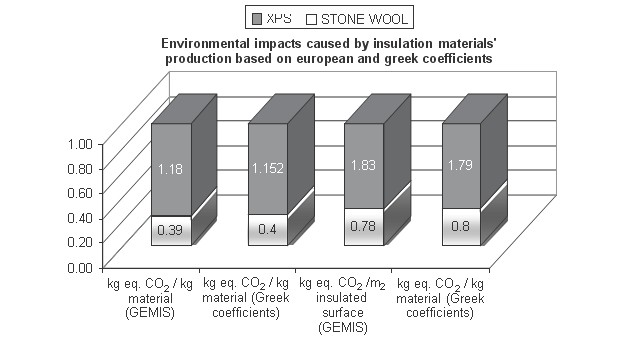 XPS STONE WOOL
Environmental impacts caused by insulation materials'
production based on european and greek coefficients
1.00
0.80
0.60
0.40
0.20
0.00
1.18 1.152 1.83 1.79
0.39 0.4 0.78 0.8
kg eq. CO2 / kg
material
(GEMIS)
kg eq. CO2 / kg
material (Greek
coefficients)
kg eq. CO2 /m2
insulated
surface
(GEMIS)
kg eq. CO2 / kg
material (Greek
coefficients)